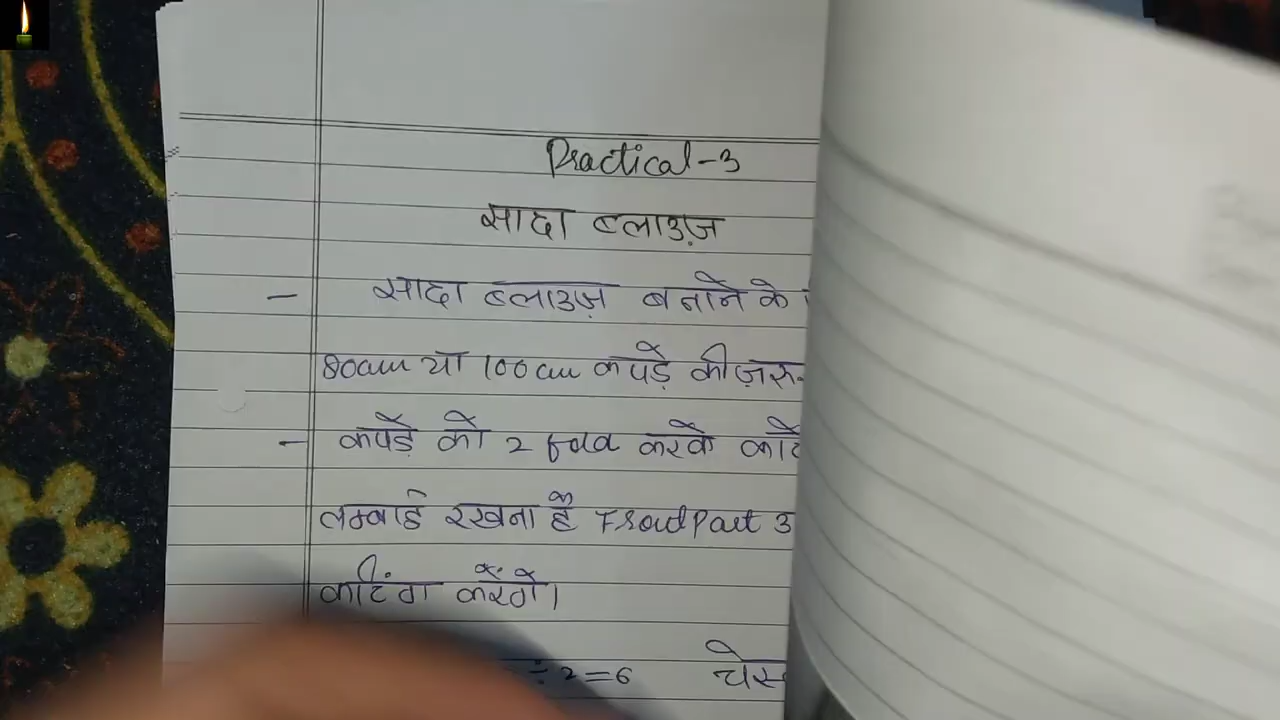 Practical-3
सादा ब्लाउज़
- सादा ब्लाउज़ बनाने के
80cm या 100cm कपड़े की ज़रू
- कपड़े को 2 fold करके
लम्बाई रखना है Front Part
कटिंग करेंगे।
÷ 2 = 6